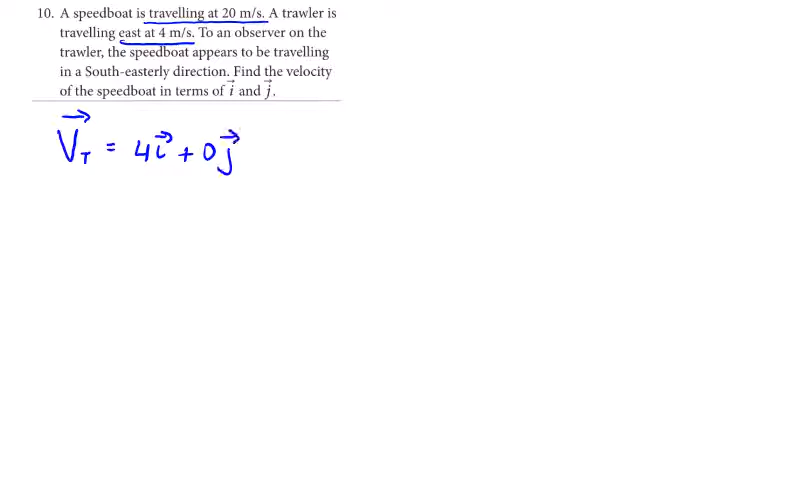 10. A speedboat is travelling at 20 m/s. A trawler is
travelling east at 4 m/s. To an observer on the
trawler, the speedboat appears to be travelling
in a South-easterly direction. Find the velocity
of the speedboat in terms of i⃗ and j⃗.
V⃗_T = 4i⃗ + 0j⃗